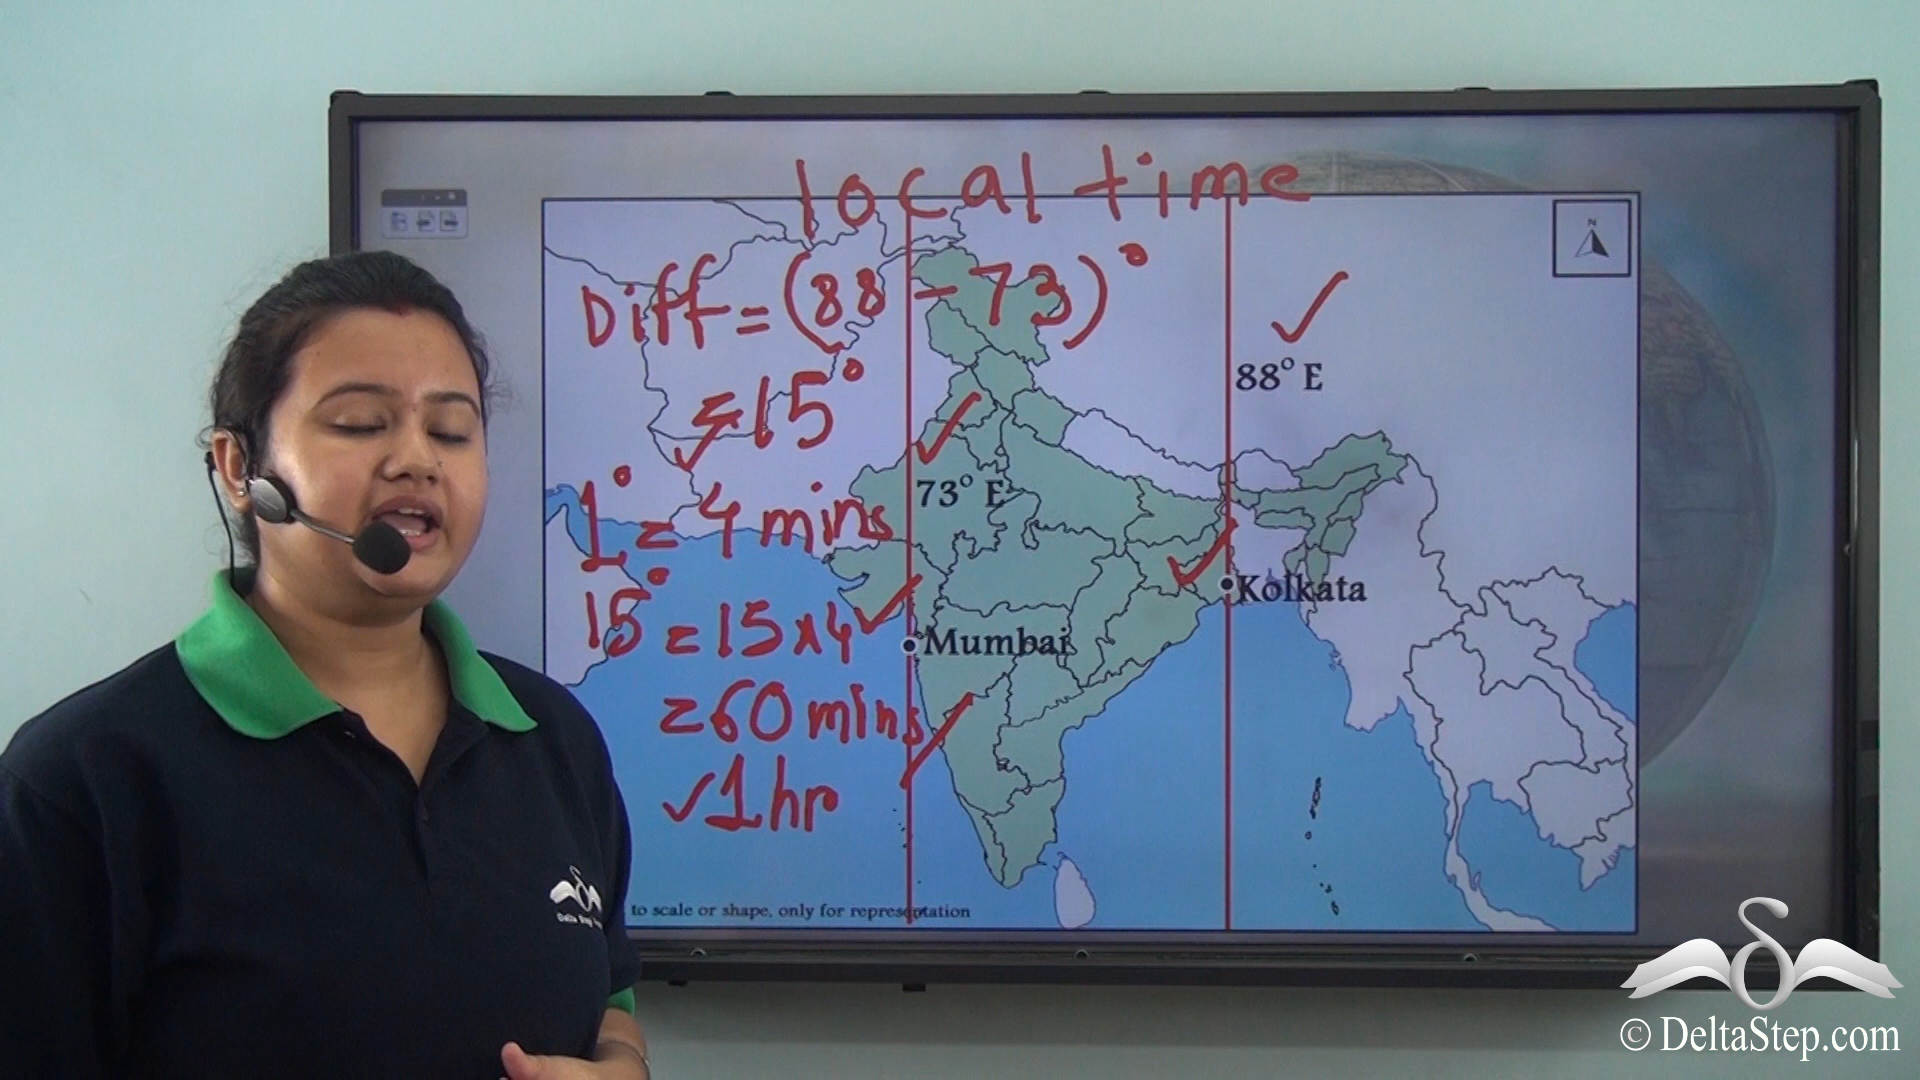 local time
Diff = (88 - 73)°
= 15°
88° E
73° E
1° = 4 mins
15° = 15 x 4
Kolkata
Mumbai
= 60 mins
1 hr
N
to scale or shape, only for representation
© DeltaStep.com